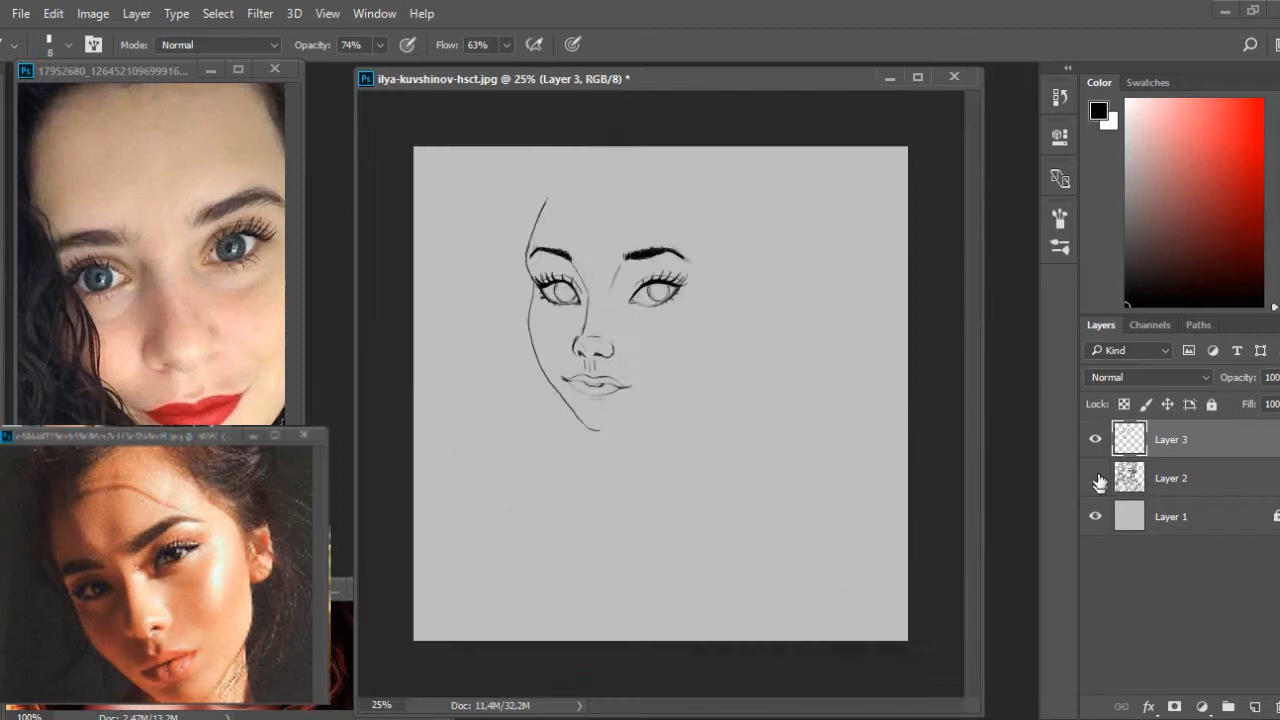 File Edit Image Layer Type Select Filter 3D View Window Help
8 Mode: Normal Opacity: 74% Flow: 63%
Ps 17952680_126452109699916...
Ps ilya-kuvshinov-hsct.jpg @ 25% (Layer 3, RGB/8) *
Color Swatches
Layers Channels Paths
Kind
Normal Opacity: 100
Lock: Fill: 100
Layer 3
Layer 2
Layer 1
25% Doc: 11,4M/32,2M
100% Doc: 2,47M/13,2M